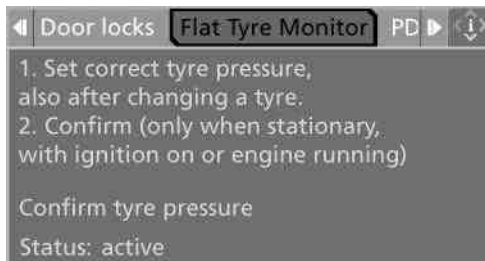 Door locks Flat Tyre Monitor PD
1. Set correct tyre pressure,
also after changing a tyre.
2. Confirm (only when stationary,
with ignition on or engine running)
Confirm tyre pressure
Status: active